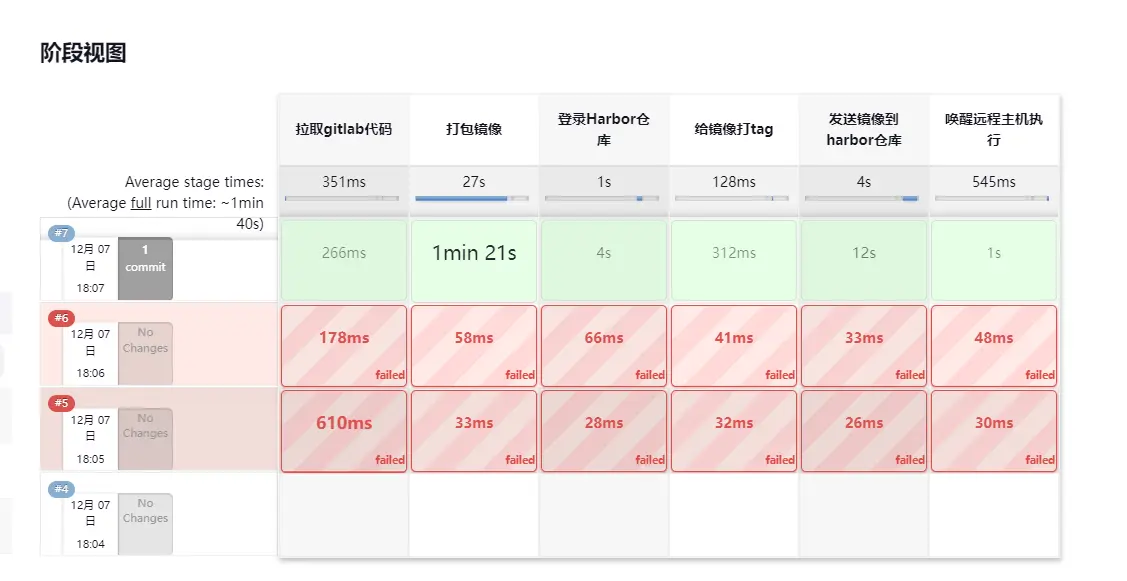 阶段视图
拉取gitlab代码
打包镜像
登录Harbor仓
库
给镜像打tag
发送镜像到
harbor仓库
唤醒远程主机执
行
Average stage times:
(Average full run time: ~1min
40s)
351ms
27s
1s
128ms
4s
545ms
#7
12月 07
日
18:07
1
commit
266ms
1min 21s
4s
312ms
12s
1s
#6
12月 07
日
18:06
No
Changes
178ms
failed
58ms
failed
66ms
failed
41ms
failed
33ms
failed
48ms
failed
#5
12月 07
日
18:05
No
Changes
610ms
failed
33ms
failed
28ms
failed
32ms
failed
26ms
failed
30ms
failed
#4
12月 07
日
18:04
No
Changes